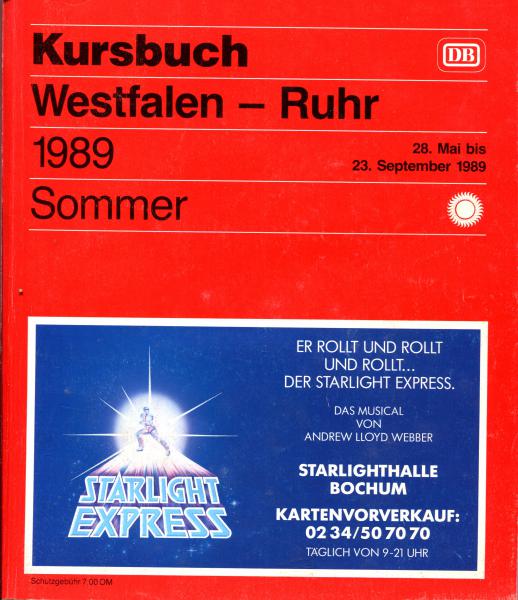 Kursbuch
DB
Westfalen – Ruhr
1989
28. Mai bis
23. September 1989
Sommer
ER ROLLT UND ROLLT
UND ROLLT...
DER STARLIGHT EXPRESS.
DAS MUSICAL
VON
ANDREW LLOYD WEBBER
STARLIGHT
EXPRESS
STARLIGHTHALLE
BOCHUM
KARTENVORVERKAUF:
02 34/50 70 70
TÄGLICH VON 9-21 UHR
Schutzgebühr 7.00 DM